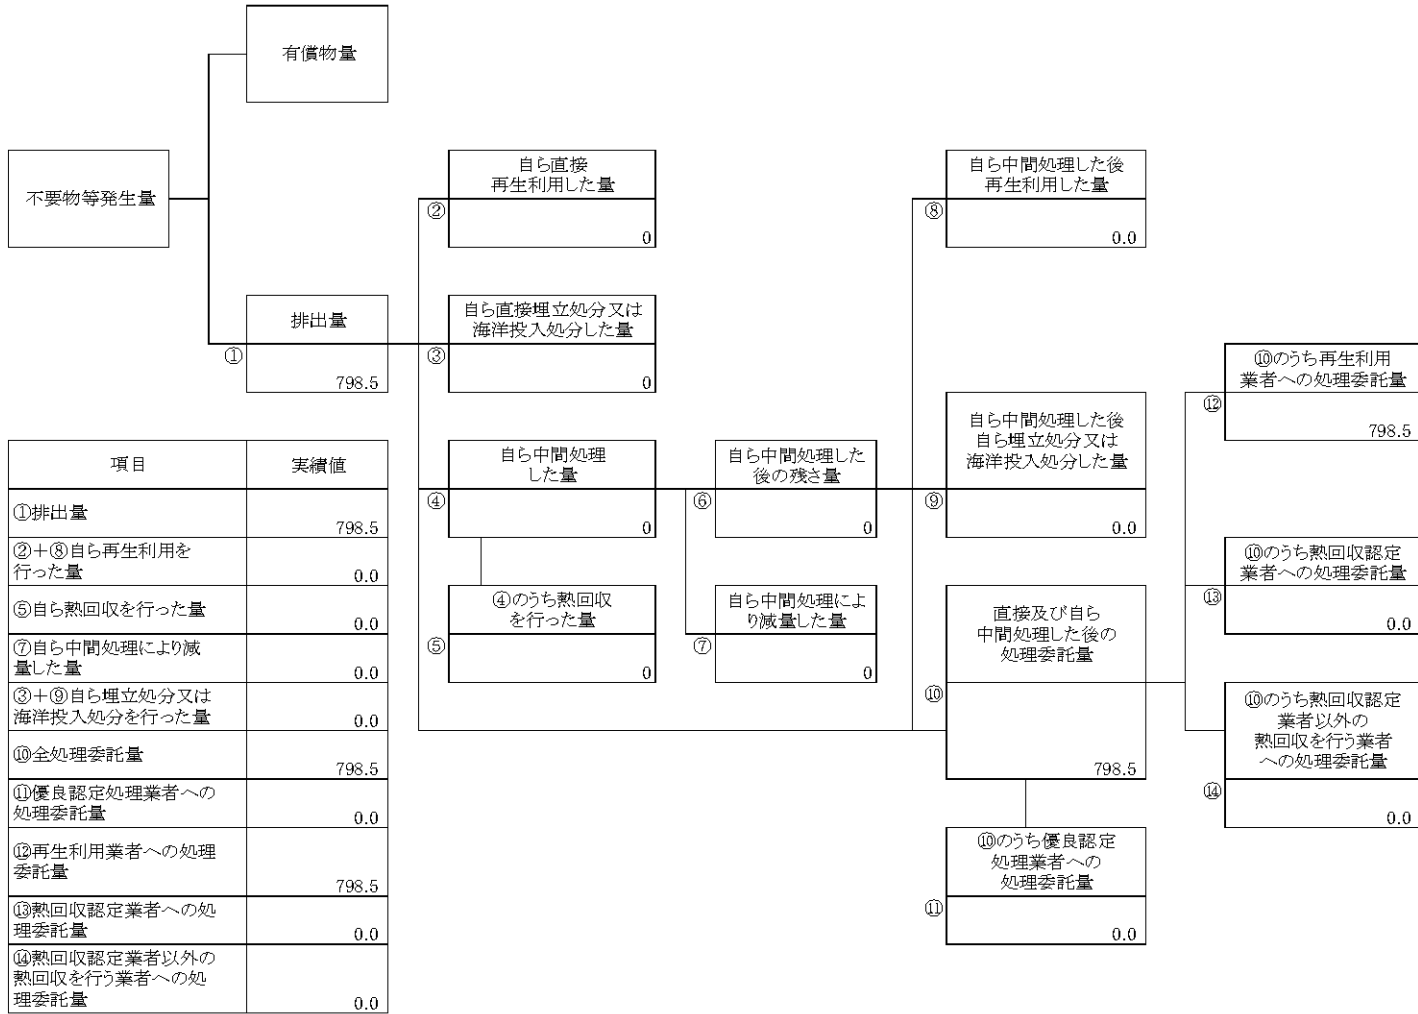 有償物量
不要物等発生量
排出量
①
798.5
自ら直接
再生利用した量
②
0
自ら直接埋立処分又は
海洋投入処分した量
③
0
自ら中間処理
した量
④
0
④のうち熱回収
を行った量
⑤
0
自ら中間処理した
後の残さ量
⑥
0
自ら中間処理によ
り減量した量
⑦
0
自ら中間処理した後
再生利用した量
⑧
0.0
自ら中間処理した後
自ら埋立処分又は
海洋投入処分した量
⑨
0.0
直接及び自ら
中間処理した後の
処理委託量
⑩
798.5
⑩のうち優良認定
処理業者への
処理委託量
⑪
0.0
⑩のうち再生利用
業者への処理委託量
⑫
798.5
⑩のうち熱回収認定
業者への処理委託量
⑬
0.0
⑩のうち熱回収認定
業者以外の
熱回収を行う業者
への処理委託量
⑭
0.0
項目 実績値
①排出量
798.5
②＋⑧自ら再生利用を
行った量
0.0
⑤自ら熱回収を行った量
0.0
⑦自ら中間処理により減
量した量
0.0
③＋⑨自ら埋立処分又は
海洋投入処分を行った量
0.0
⑩全処理委託量
798.5
⑪優良認定処理業者への
処理委託量
0.0
⑫再生利用業者への処理
委託量
798.5
⑬熱回収認定業者への処
理委託量
0.0
⑭熱回収認定業者以外の
熱回収を行う業者への処
理委託量
0.0